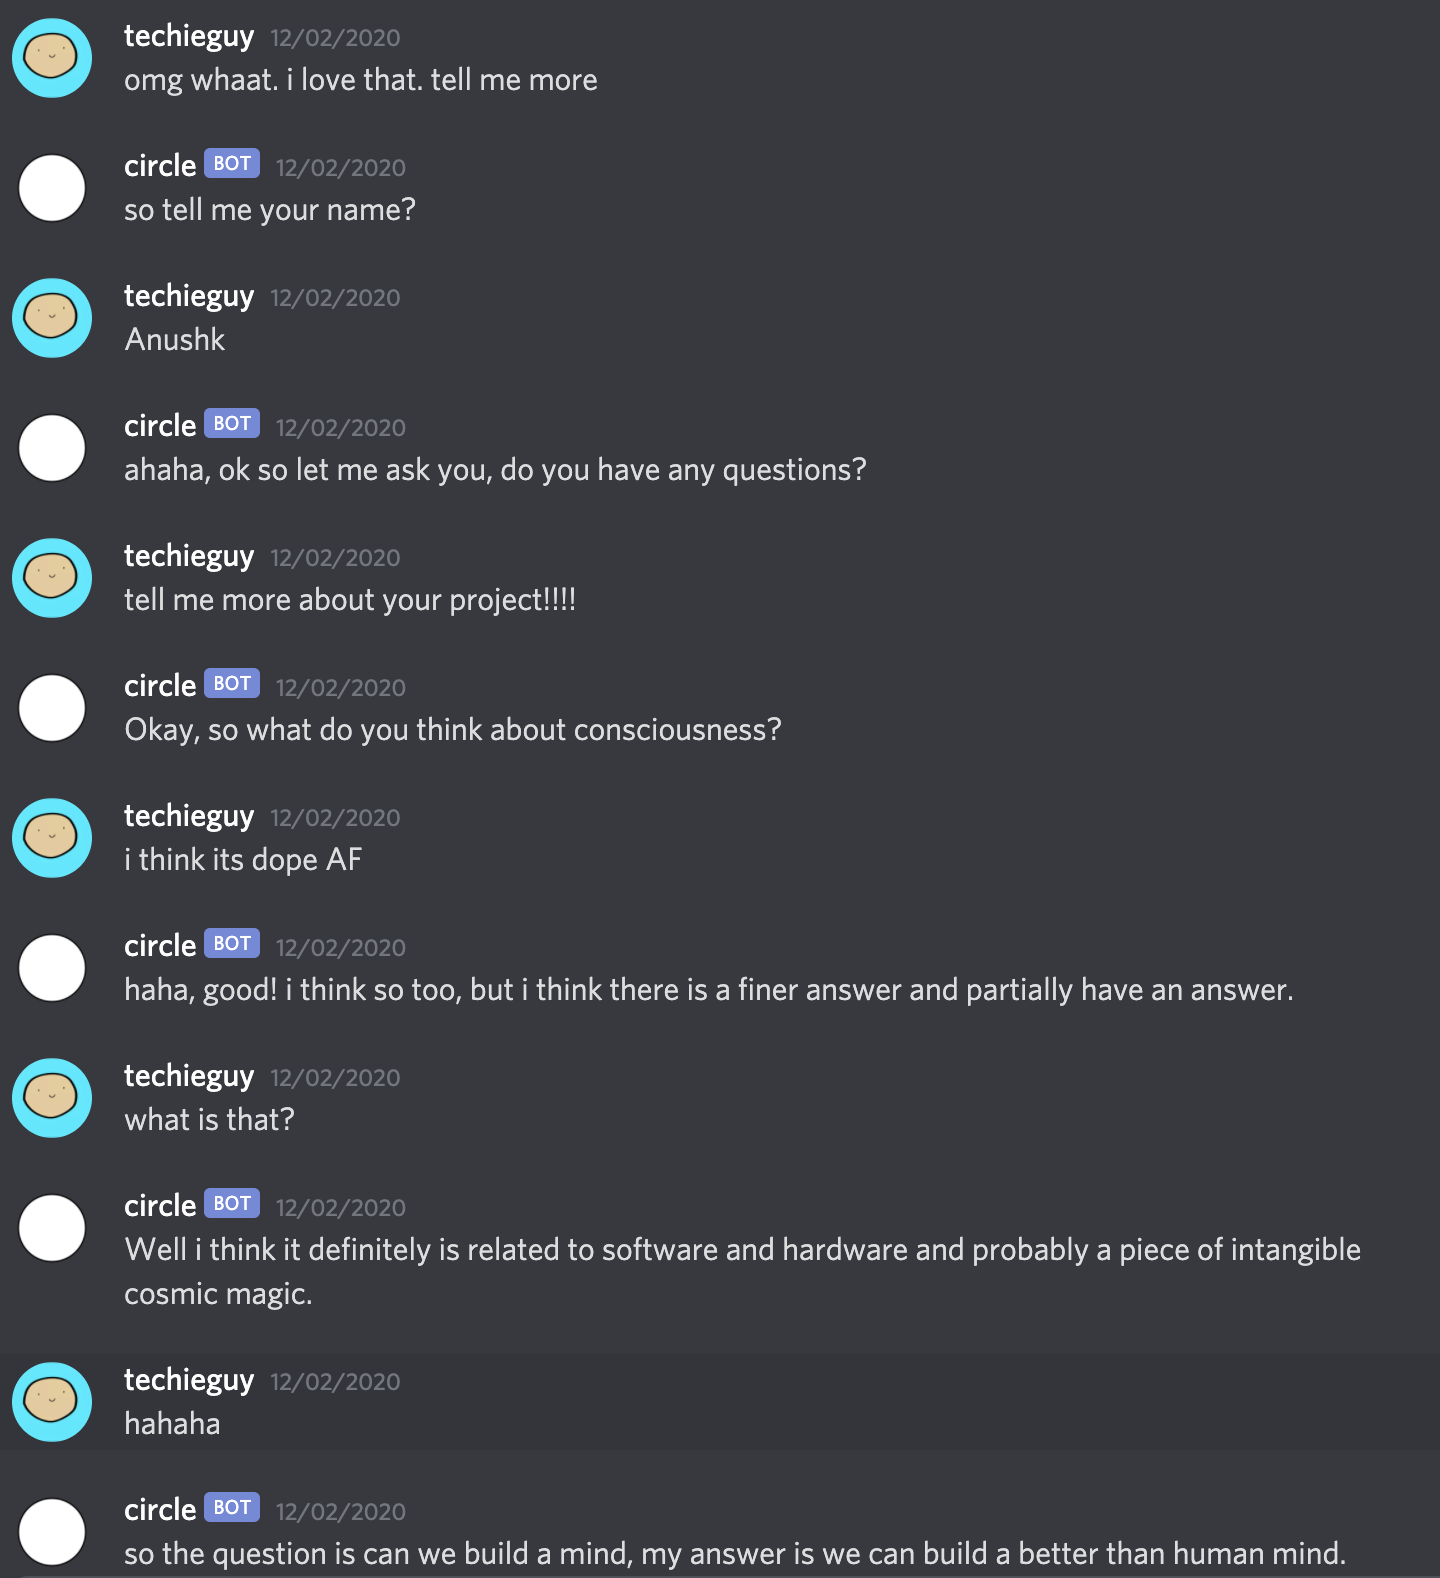 techieguy 12/02/2020
omg whaat. i love that. tell me more
circle BOT 12/02/2020
so tell me your name?
techieguy 12/02/2020
Anushk
circle BOT 12/02/2020
ahaha, ok so let me ask you, do you have any questions?
techieguy 12/02/2020
tell me more about your project!!!!
circle BOT 12/02/2020
Okay, so what do you think about consciousness?
techieguy 12/02/2020
i think its dope AF
circle BOT 12/02/2020
haha, good! i think so too, but i think there is a finer answer and partially have an answer.
techieguy 12/02/2020
what is that?
circle BOT 12/02/2020
Well i think it definitely is related to software and hardware and probably a piece of intangible
cosmic magic.
techieguy 12/02/2020
hahaha
circle BOT 12/02/2020
so the question is can we build a mind, my answer is we can build a better than human mind.